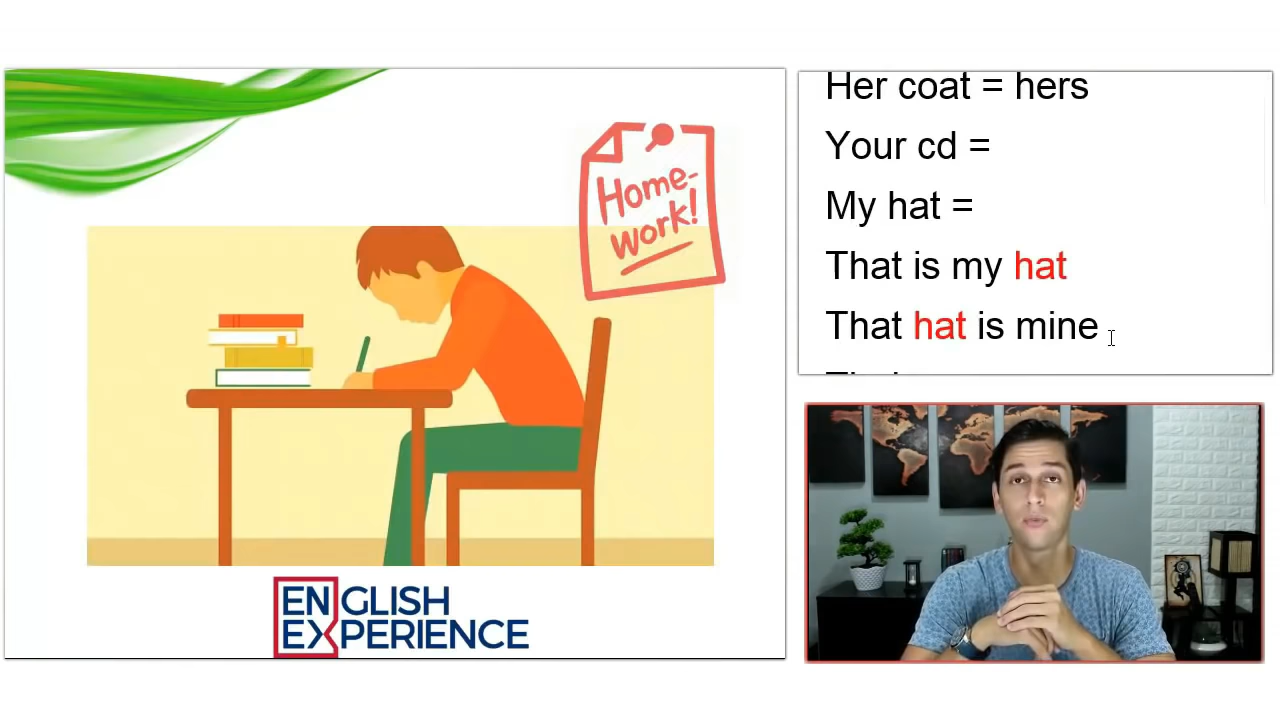 Home-
work!
ENGLISH
EXPERIENCE
Her coat = hers
Your cd =
My hat =
That is my hat
That hat is mine